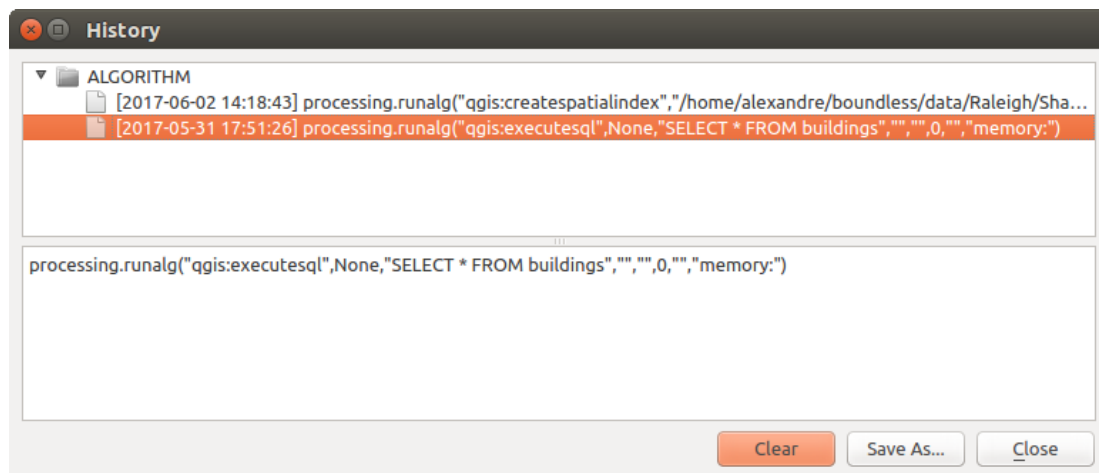 History
ALGORITHM
[2017-06-02 14:18:43] processing.runalg("qgis:createspatialindex","/home/alexandre/boundless/data/Raleigh/Sha...
[2017-05-31 17:51:26] processing.runalg("qgis:executesql",None,"SELECT * FROM buildings","","",0,"","memory:")
processing.runalg("qgis:executesql",None,"SELECT * FROM buildings","","",0,"","memory:")
Clear Save As... Close